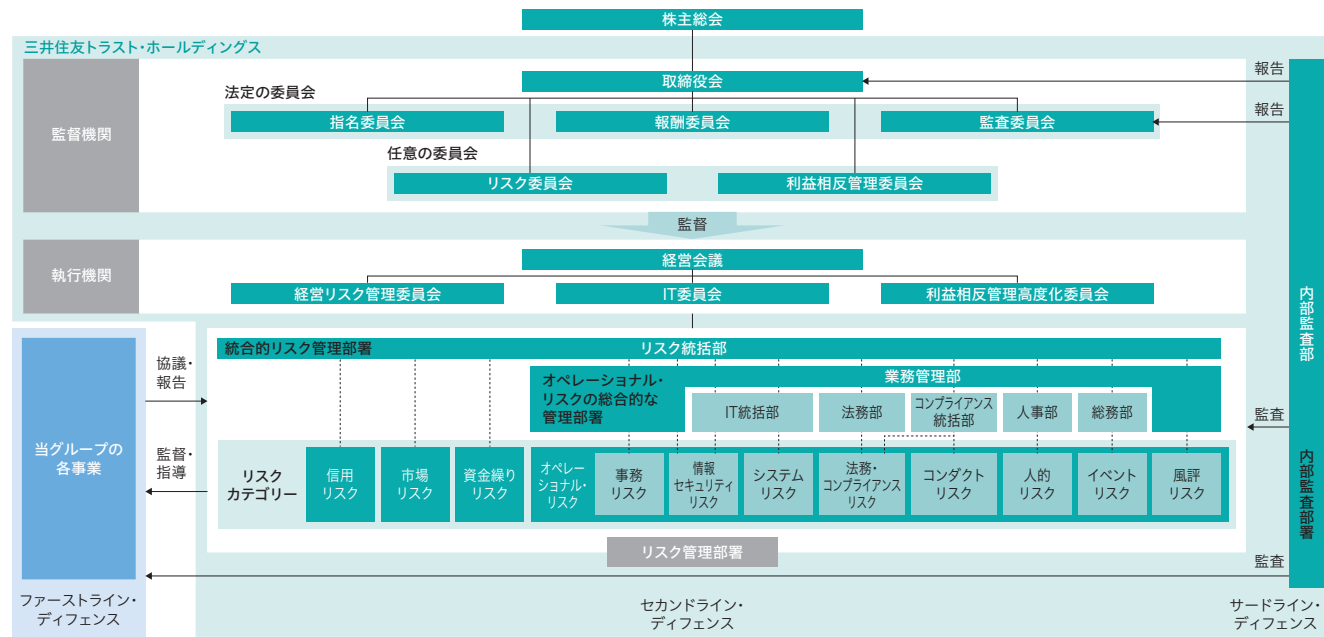 株主総会
三井住友トラスト・ホールディングス
監督機関
取締役会
法定の委員会
指名委員会
報酬委員会
監査委員会
任意の委員会
リスク委員会
利益相反管理委員会
報告
報告
監督
執行機関
経営会議
経営リスク管理委員会
IT委員会
利益相反管理高度化委員会
統合的リスク管理部署
リスク統括部
オペレーショナル・
リスクの総合的な
管理部署
業務管理部
IT統括部
法務部
コンプライアンス
統括部
人事部
総務部
当グループの
各事業
協議・
報告
監督・
指導
リスク
カテゴリー
信用
リスク
市場
リスク
資金繰り
リスク
オペレー
ショナル・
リスク
事務
リスク
情報
セキュリティ
リスク
システム
リスク
法務・
コンプライアンス
リスク
コンダクト
リスク
人的
リスク
イベント
リスク
風評
リスク
リスク管理部署
監査
監査
内部監査部
内部監査部署
ファーストライン・
ディフェンス
セカンドライン・
ディフェンス
サードライン・
ディフェンス